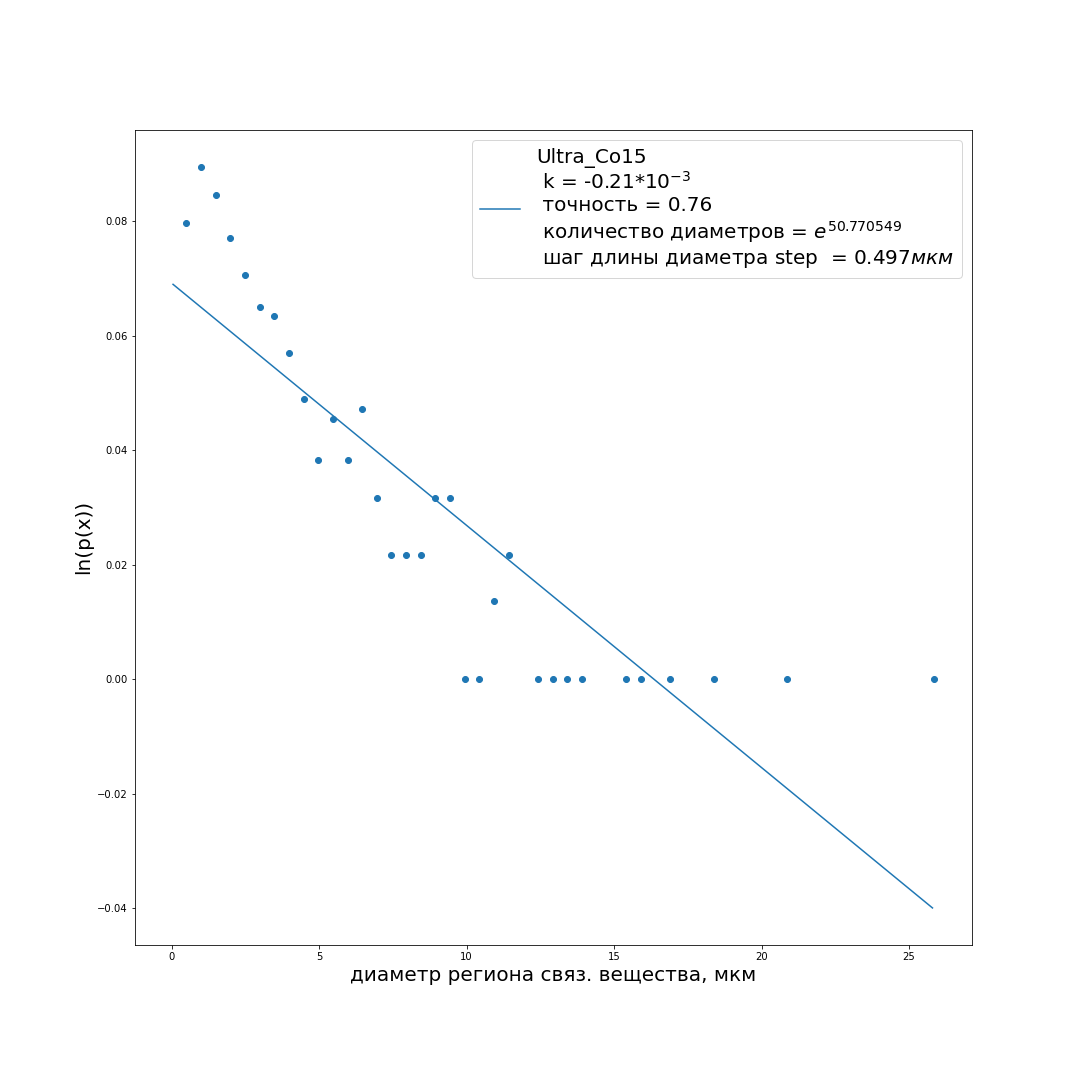 Ultra_Co15
k = -0.21*10⁻³
точность = 0.76
количество диаметров = e^50.770549
шаг длины диаметра step = 0.497мкм
ln(p(x))
0.08
0.06
0.04
0.02
0.00
−0.02
−0.04
0 5 10 15 20 25
диаметр региона связ. вещества, мкм